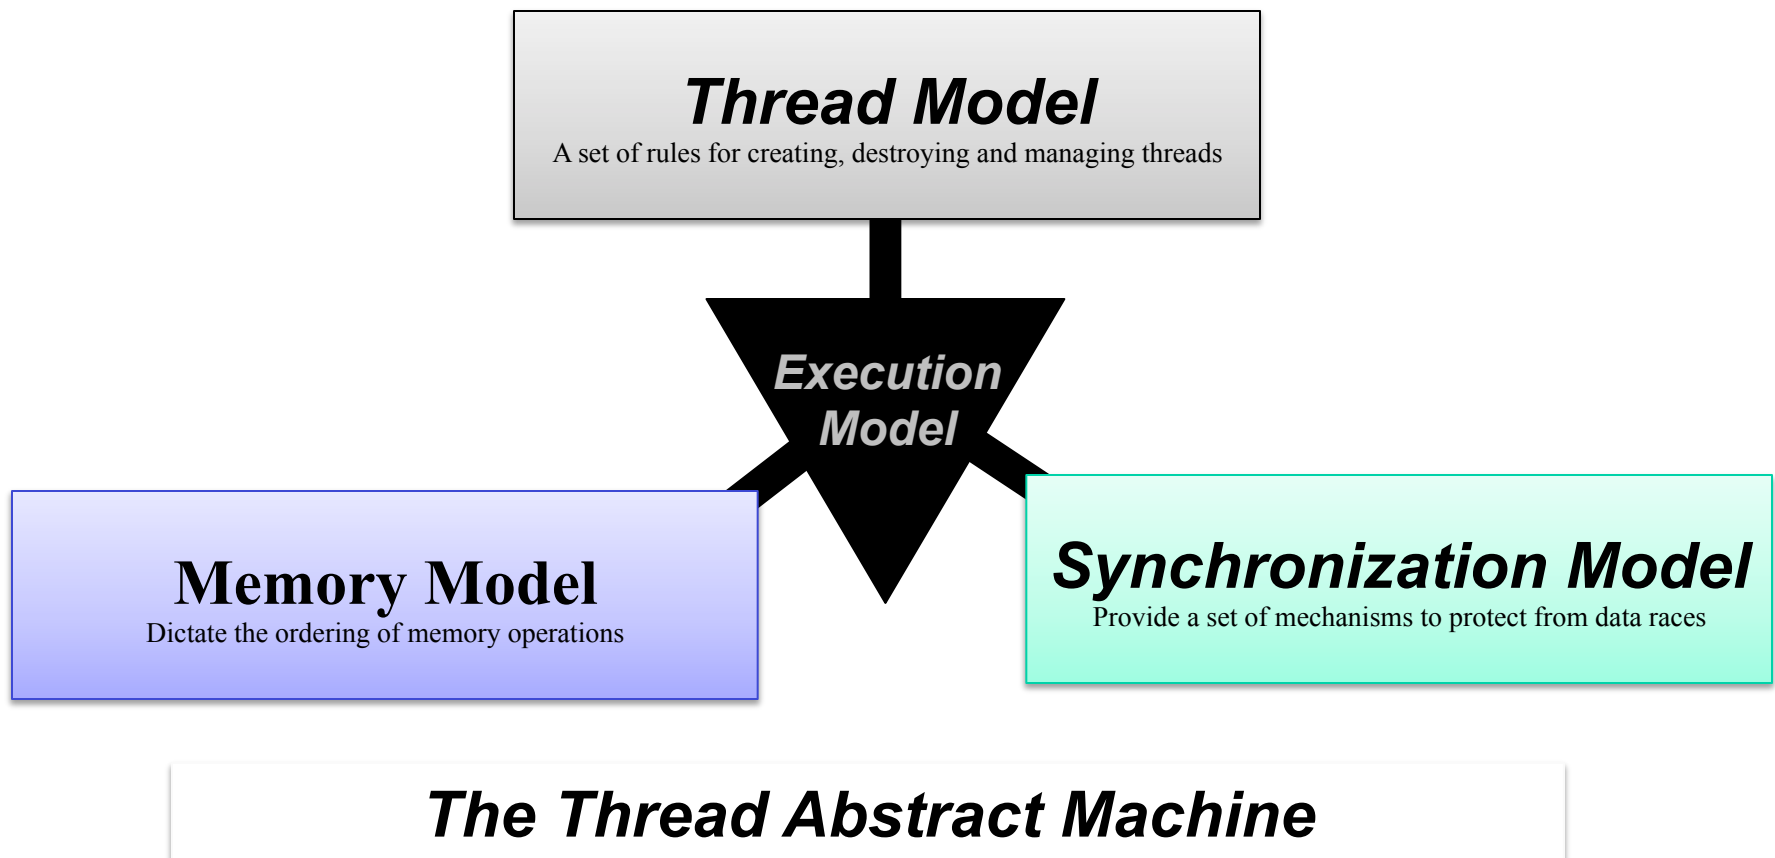 Thread Model
A set of rules for creating, destroying and managing threads
Execution
Model
Memory Model
Dictate the ordering of memory operations
Synchronization Model
Provide a set of mechanisms to protect from data races
The Thread Abstract Machine